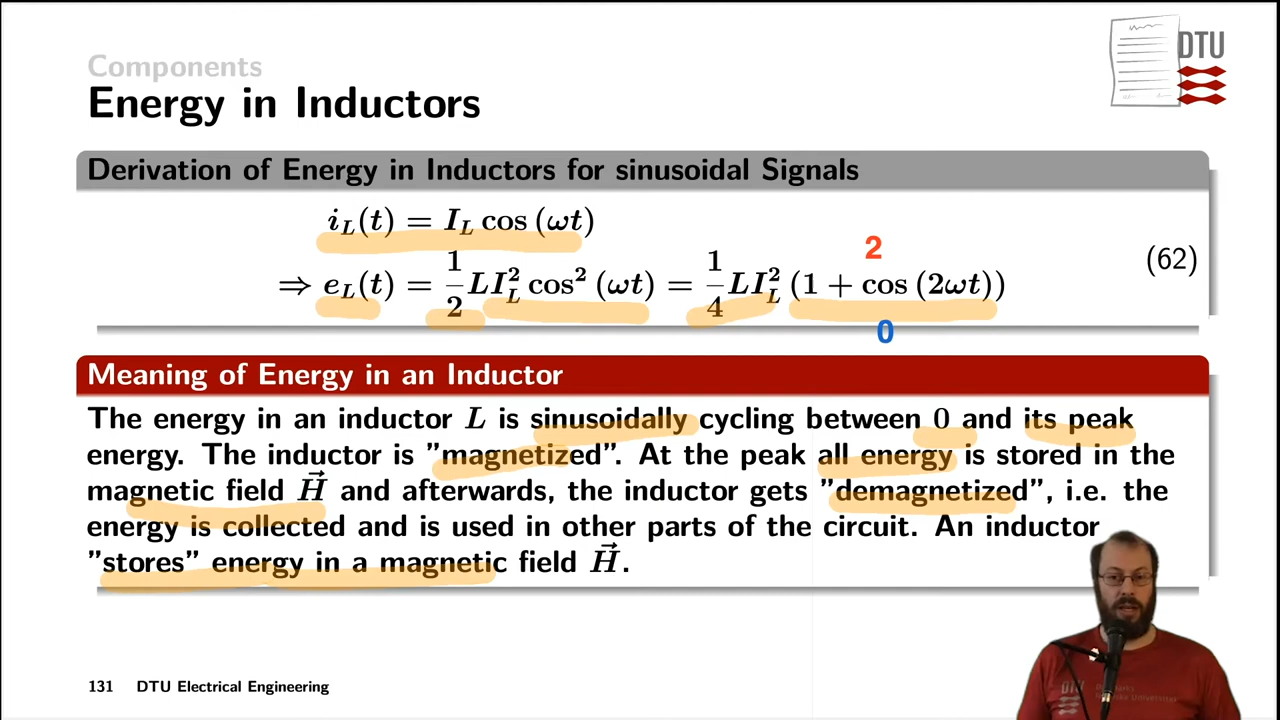 Components
DTU
Energy in Inductors
Derivation of Energy in Inductors for sinusoidal Signals
i_L(t) = I_L cos (ωt)
2
⇒ e_L(t) = 1/2 LI_L^2 cos^2 (ωt) = 1/4 LI_L^2 (1 + cos (2ωt))
(62)
0
Meaning of Energy in an Inductor
The energy in an inductor L is sinusoidally cycling between 0 and its peak
energy. The inductor is ”magnetized”. At the peak all energy is stored in the
magnetic field H⃗ and afterwards, the inductor gets ”demagnetized”, i.e. the
energy is collected and is used in other parts of the circuit. An inductor
”stores” energy in a magnetic field H⃗.
DTU
131 DTU Electrical Engineering